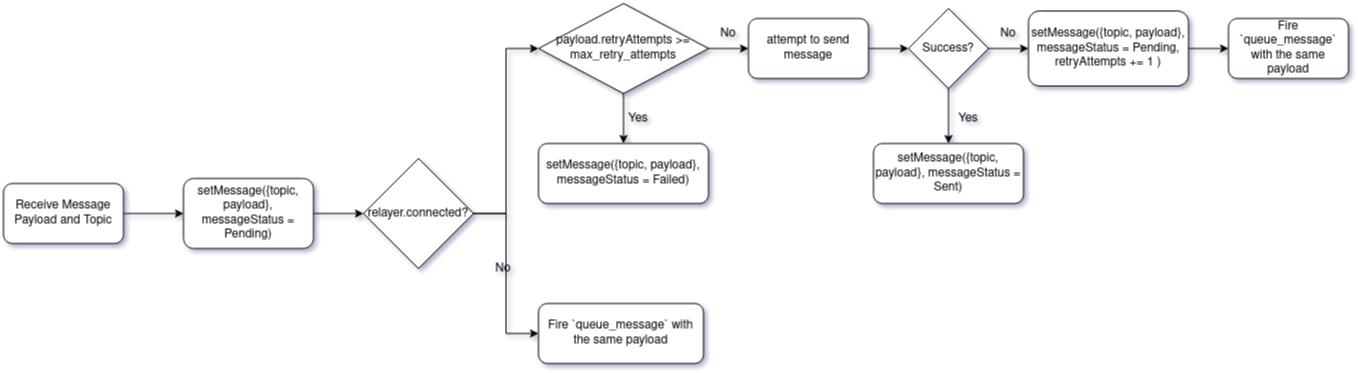 Receive Message
Payload and Topic
setMessage({topic,
payload},
messageStatus =
Pending)
relayer.connected?
No
Fire `queue_message` with
the same payload
payload.retryAttempts >=
max_retry_attempts
Yes
setMessage({topic, payload},
messageStatus = Failed)
No
attempt to send
message
Success?
Yes
setMessage({topic,
payload}, messageStatus =
Sent)
No
setMessage({topic, payload},
messageStatus = Pending,
retryAttempts += 1 )
Fire
`queue_message`
with the same
payload